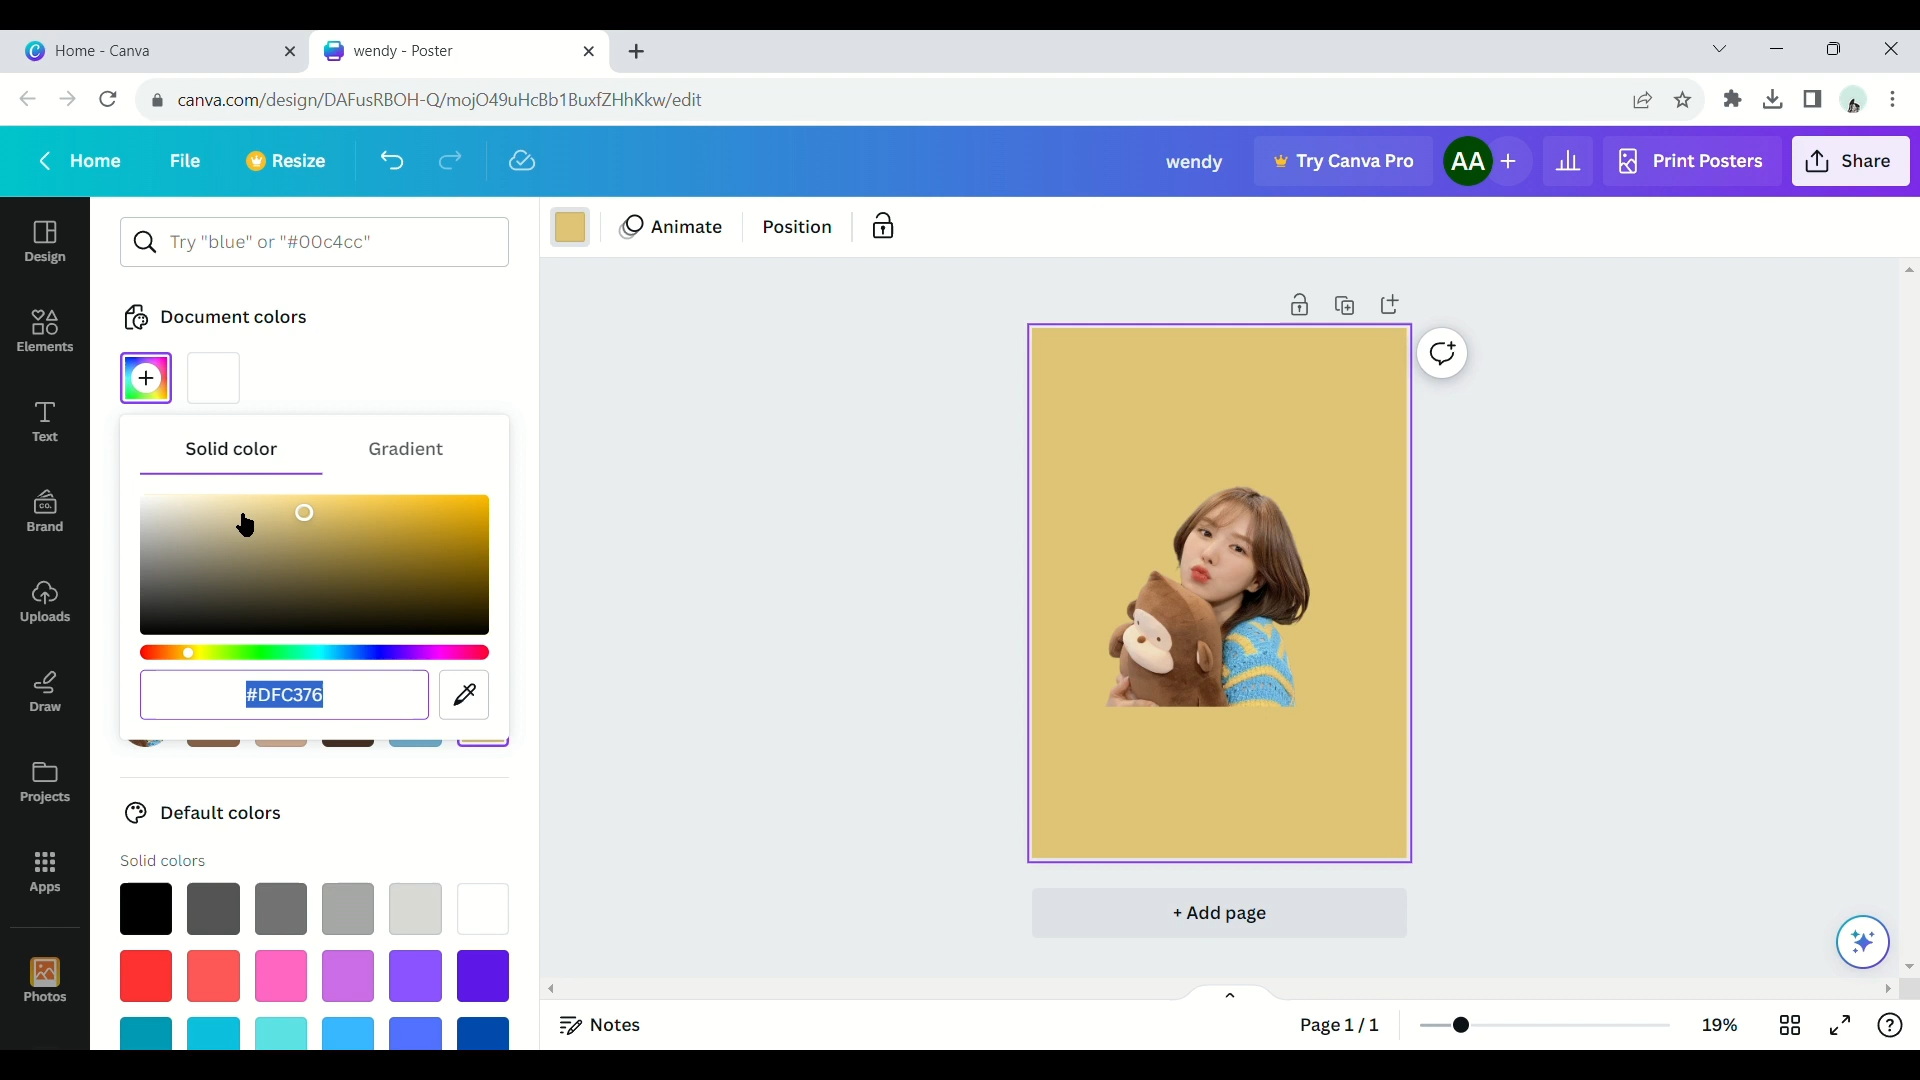 Home - Canva
wendy - Poster
canva.com/design/DAFusRBOH-Q/mojO49uHcBb1BuxfZHhKkw/edit
Home File Resize wendy Try Canva Pro AA + Print Posters Share
Design
Elements
Text
CO.
Brand
Uploads
Draw
Projects
Apps
Photos
Try "blue" or "#00c4cc"
Document colors
Solid color Gradient
#DFC376
Default colors
Solid colors
Animate Position
+ Add page
Notes Page 1 / 1 19%